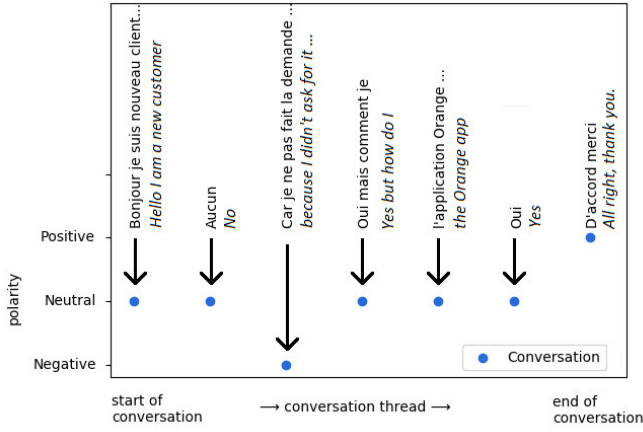 Bonjour je suis nouveau client...
Hello I am a new customer
Aucun
No
Car je ne pas fait la demande ...
because I didn't ask for it ...
Oui mais comment je
Yes but how do I
l'application Orange ...
the Orange app
Oui
Yes
D'accord merci
All right, thank you.
polarity
Positive
Neutral
Negative
Conversation
start of
conversation
→ conversation thread →
end of
conversation